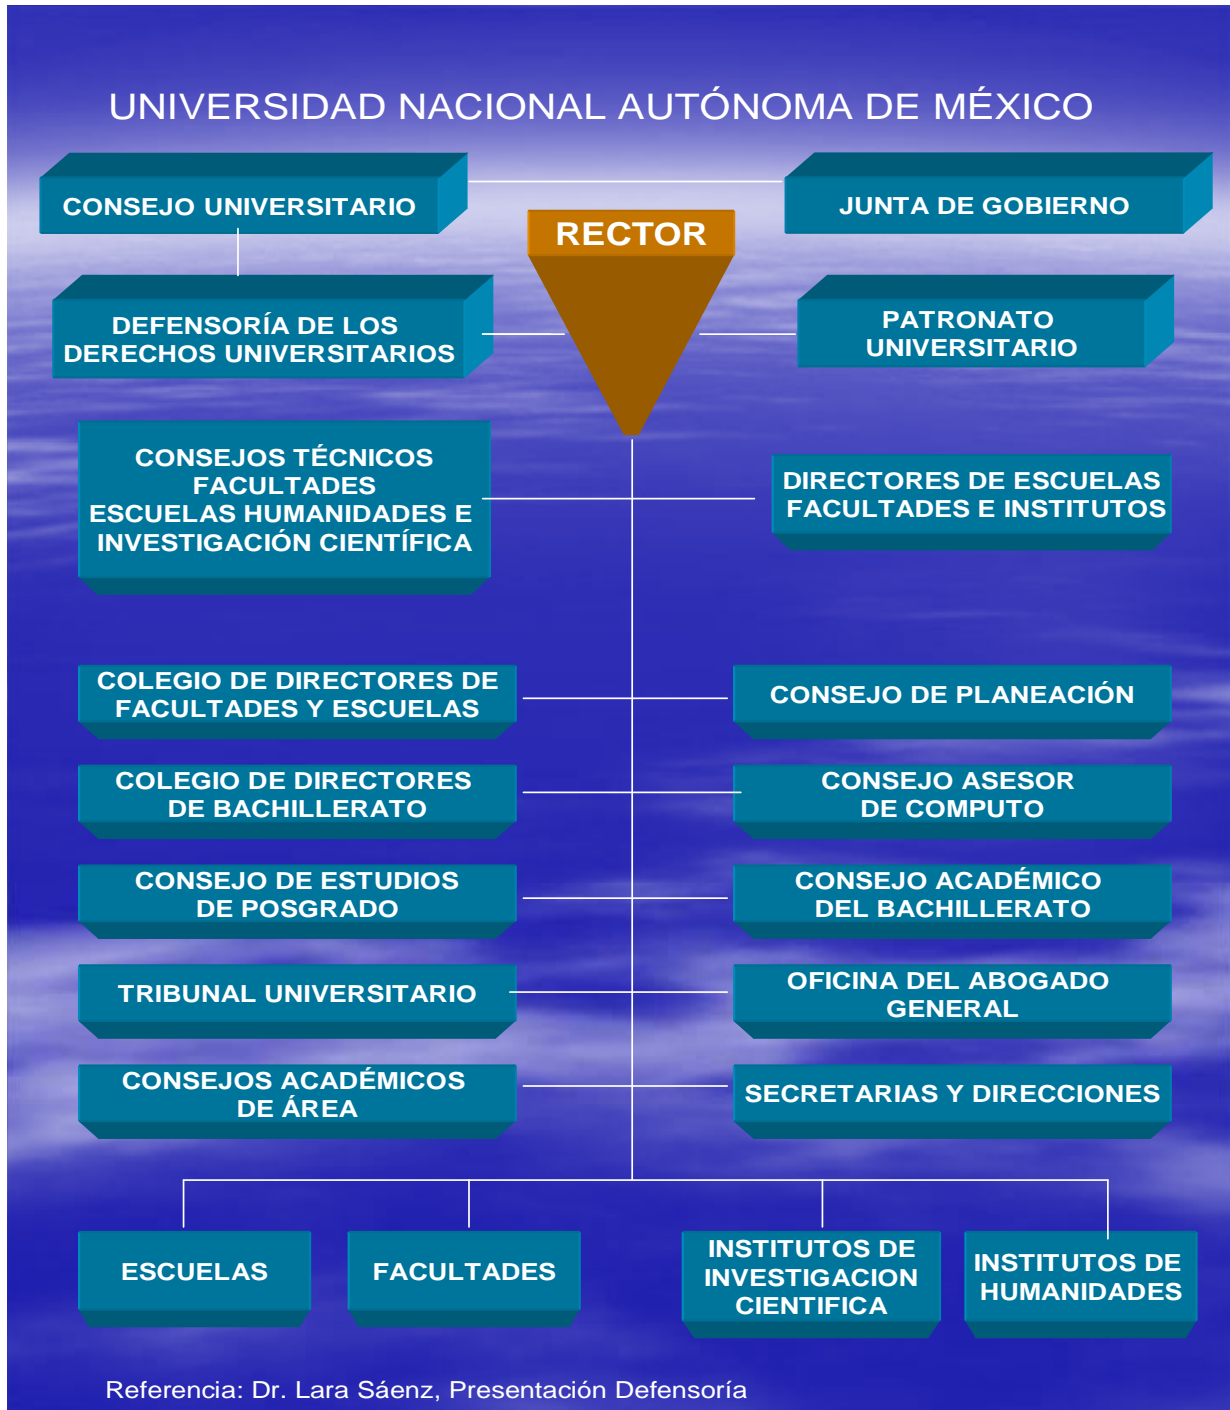 UNIVERSIDAD NACIONAL AUTÓNOMA DE MÉXICO
CONSEJO UNIVERSITARIO
JUNTA DE GOBIERNO
RECTOR
DEFENSORÍA DE LOS
DERECHOS UNIVERSITARIOS
PATRONATO
UNIVERSITARIO
CONSEJOS TÉCNICOS
FACULTADES
ESCUELAS HUMANIDADES E
INVESTIGACIÓN CIENTÍFICA
DIRECTORES DE ESCUELAS
FACULTADES E INSTITUTOS
COLEGIO DE DIRECTORES DE
FACULTADES Y ESCUELAS
CONSEJO DE PLANEACIÓN
COLEGIO DE DIRECTORES
DE BACHILLERATO
CONSEJO ASESOR
DE COMPUTO
CONSEJO DE ESTUDIOS
DE POSGRADO
CONSEJO ACADÉMICO
DEL BACHILLERATO
TRIBUNAL UNIVERSITARIO
OFICINA DEL ABOGADO
GENERAL
CONSEJOS ACADÉMICOS
DE ÁREA
SECRETARIAS Y DIRECCIONES
ESCUELAS
FACULTADES
INSTITUTOS DE
INVESTIGACION
CIENTIFICA
INSTITUTOS DE
HUMANIDADES
Referencia: Dr. Lara Sáenz, Presentación Defensoría